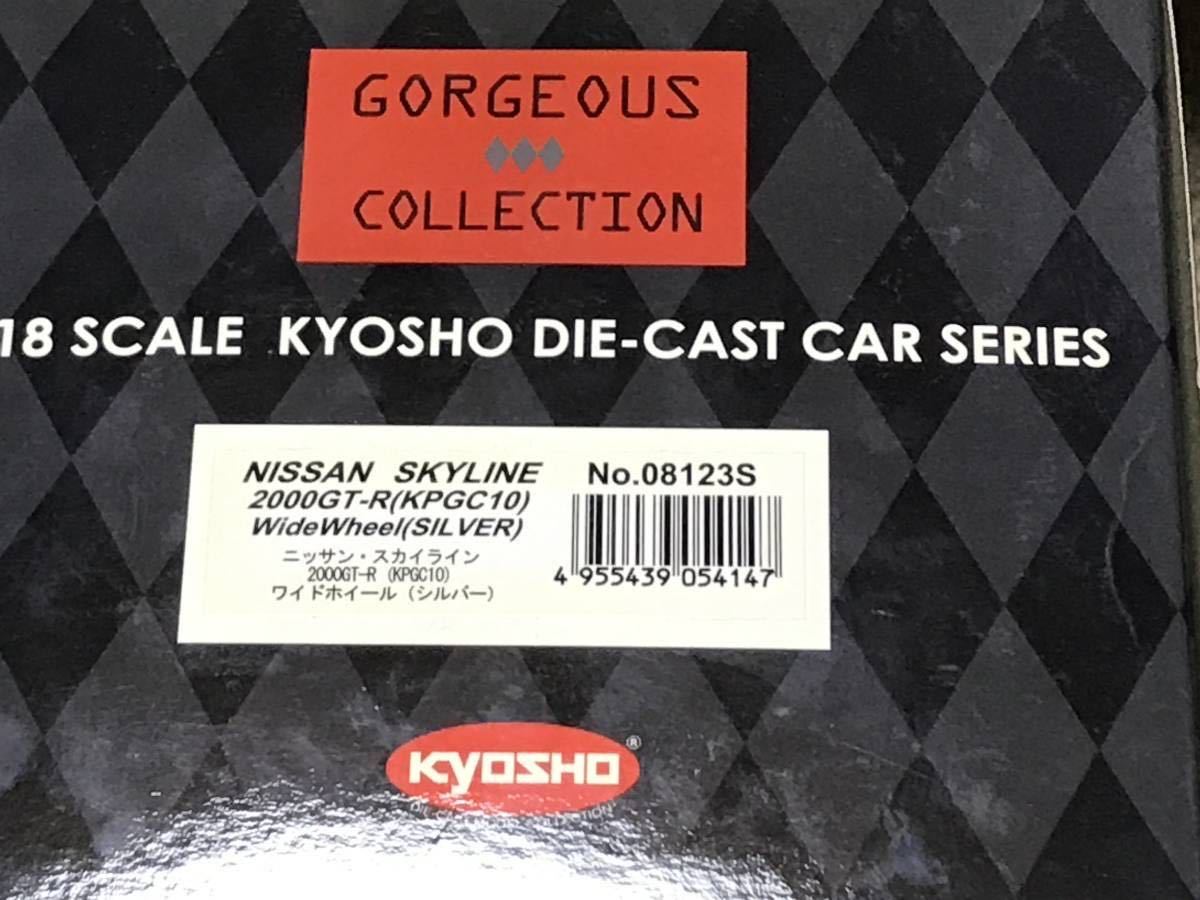 GORGEOUS
COLLECTION
18 SCALE KYOSHO DIE-CAST CAR SERIES
NISSAN SKYLINE
2000GT-R(KPGC10)
WideWheel(SILVER)
ニッサン・スカイライン
2000GT-R (KPGC10)
ワイドホイール (シルバー)
No.08123S
4 955439 054147
KYOSHO®